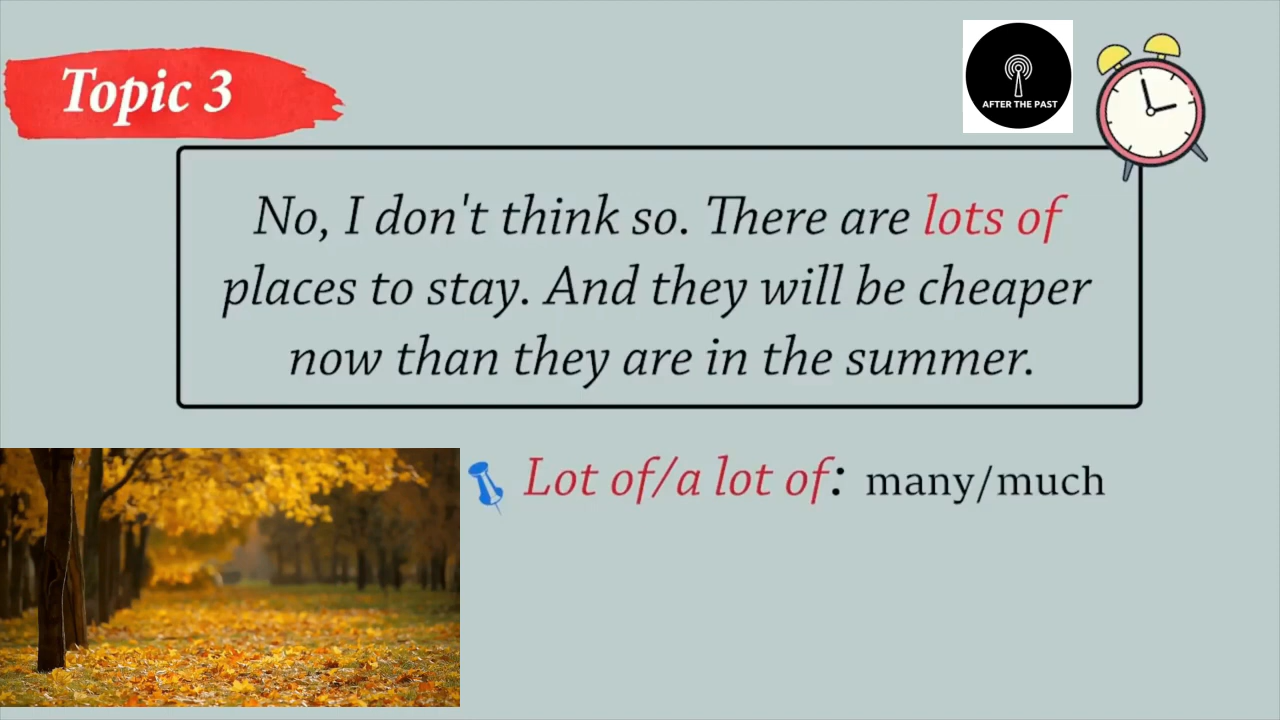 Topic 3
AFTER THE PAST
No, I don't think so. There are lots of
places to stay. And they will be cheaper
now than they are in the summer.
Lot of/a lot of: many/much